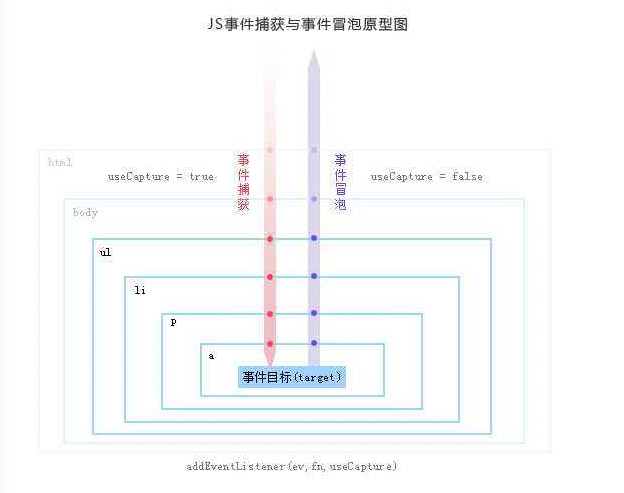 JS事件捕获与事件冒泡原型图
html
useCapture = true
事件捕获
事件冒泡
useCapture = false
body
ul
li
p
a
事件目标(target)
addEventListener(ev,fn,useCapture)